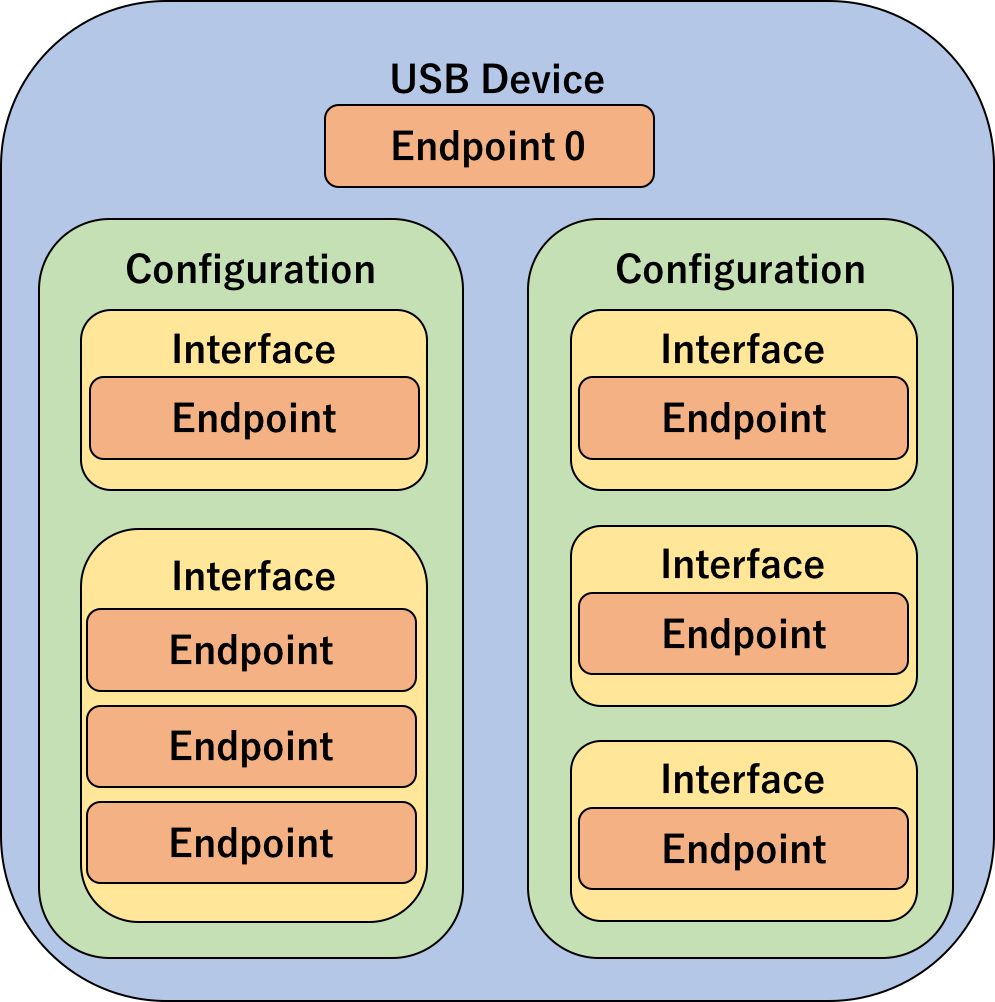 USB Device
Endpoint 0
Configuration
Interface
Endpoint
Interface
Endpoint
Endpoint
Endpoint
Configuration
Interface
Endpoint
Interface
Endpoint
Interface
Endpoint